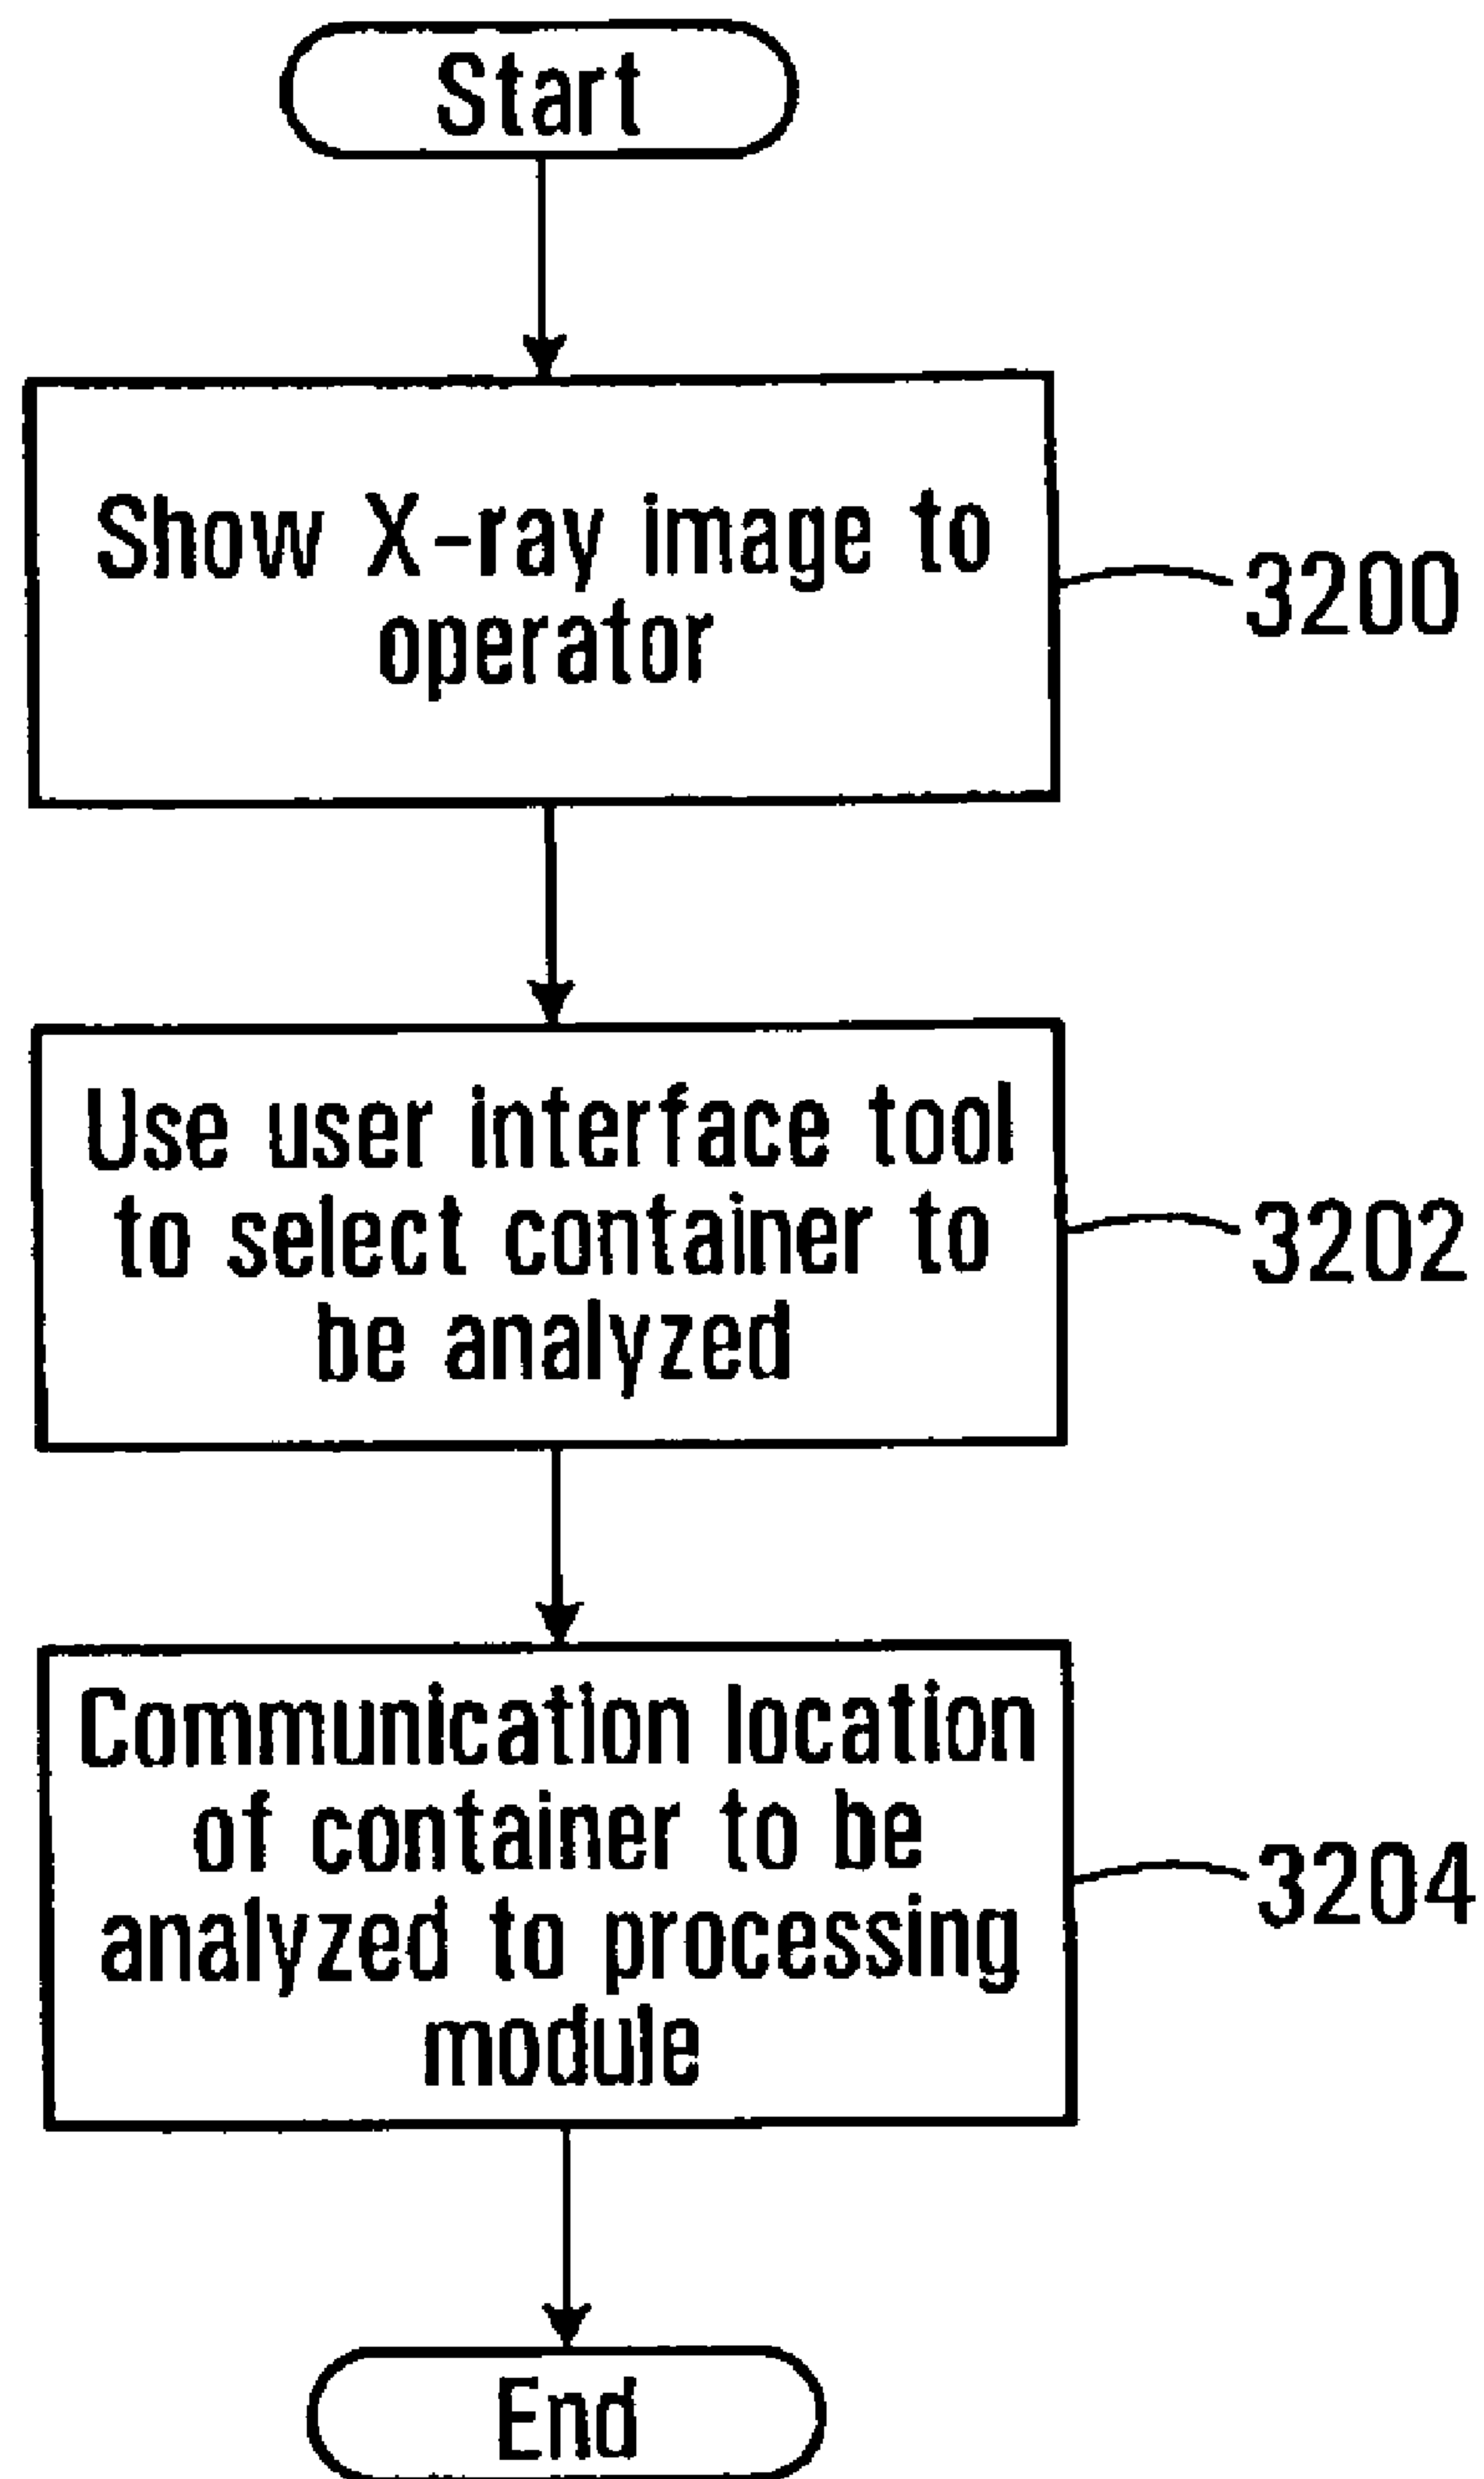 Start
Show X-ray image to
operator
3200
Use user interface tool
to select container to
be analyzed
3202
Communication location
of container to be
analyzed to processing
module
3204
End